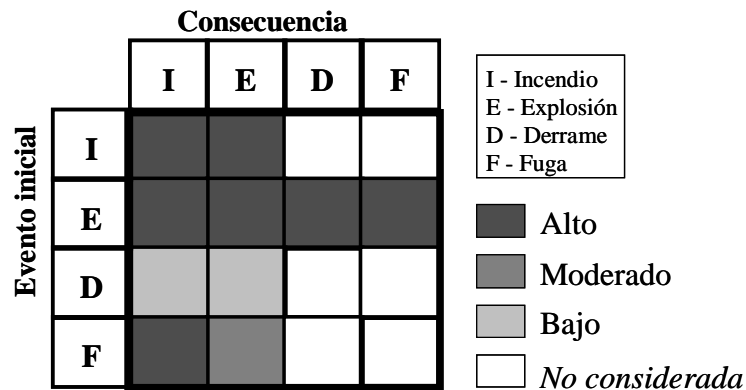 Consecuencia
I E D F
Evento inicial
I
E
D
F
I - Incendio
E - Explosión
D - Derrame
F - Fuga
Alto
Moderado
Bajo
No considerada